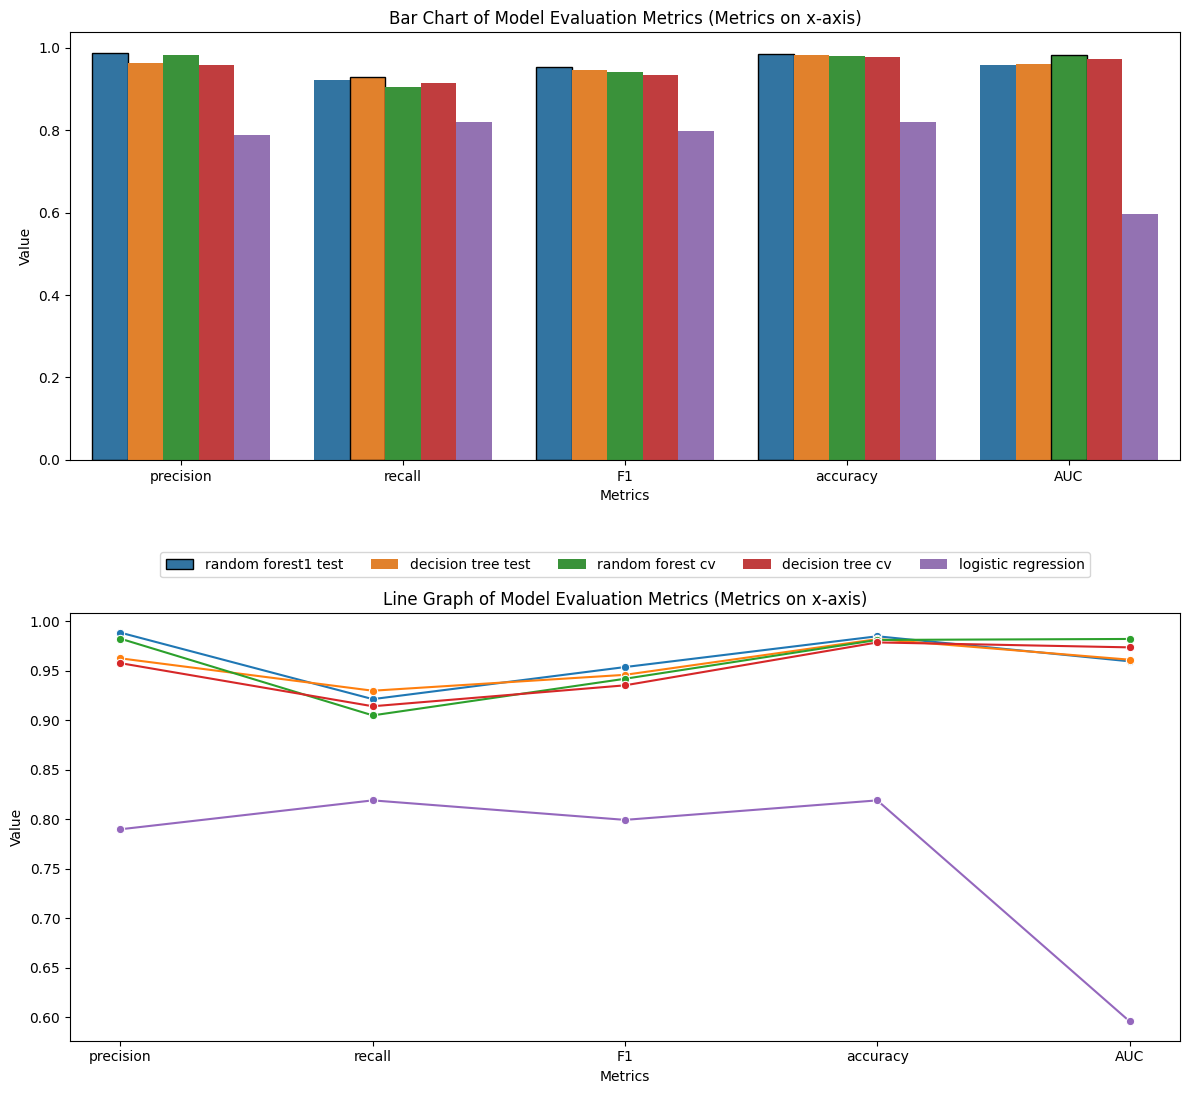 Bar Chart of Model Evaluation Metrics (Metrics on x-axis)
1.0
0.8
0.6
0.4
0.2
0.0
Value
precision recall F1 accuracy AUC
Metrics
random forest1 test decision tree test random forest cv decision tree cv logistic regression
Line Graph of Model Evaluation Metrics (Metrics on x-axis)
1.00
0.95
0.90
0.85
0.80
0.75
0.70
0.65
0.60
Value
precision recall F1 accuracy AUC
Metrics